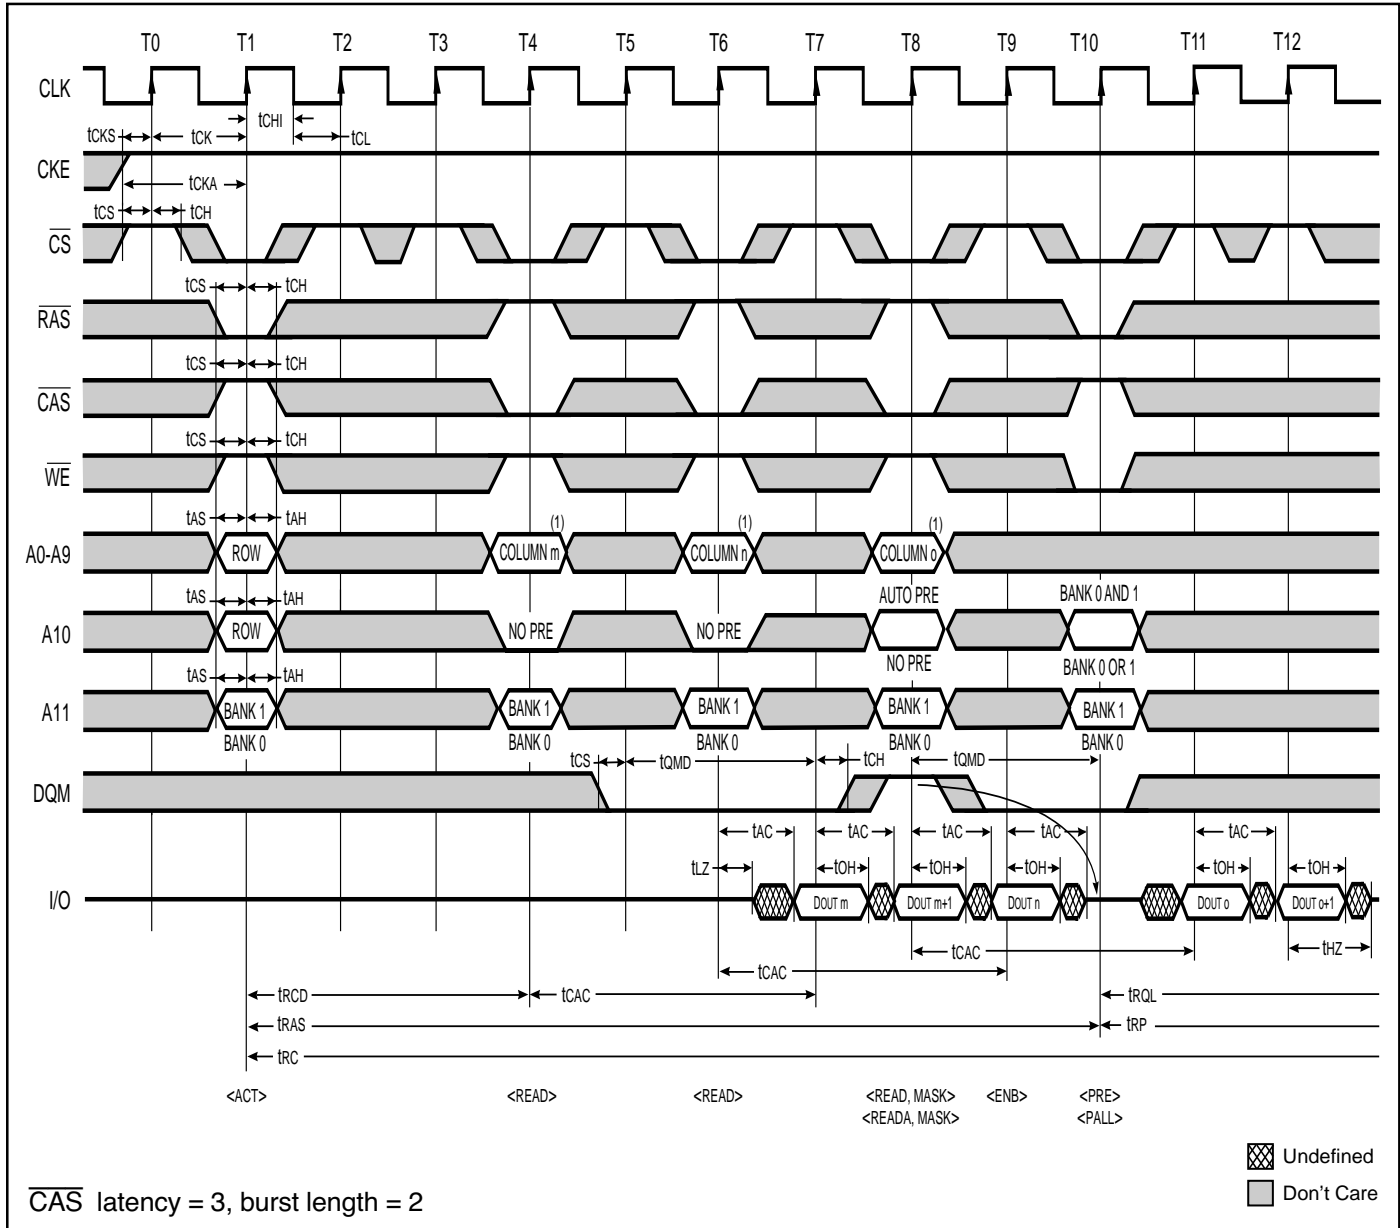 T0 T1 T2 T3 T4 T5 T6 T7 T8 T9 T10 T11 T12
CLK
tCHI
tCKS tCK tCL
CKE
tCKA
tCS tCH
CS
tCS tCH
RAS
tCS tCH
CAS
tCS tCH
WE
tAS tAH (1) (1) (1)
A0-A9 ROW COLUMN m COLUMN n COLUMN o
tAS tAH AUTO PRE BANK 0 AND 1
A10 ROW NO PRE NO PRE
NO PRE BANK 0 OR 1
tAS tAH
A11 BANK 1 BANK 1 BANK 1 BANK 1 BANK 1
BANK 0 BANK 0 BANK 0 BANK 0 BANK 0
tCS tQMD tCH tQMD
DQM
tAC tAC tAC tAC tAC
tLZ tOH tOH tOH tOH tOH
I/O DOUT m DOUT m+1 DOUT n DOUT o DOUT o+1
tCAC tHZ
tCAC
tRCD tCAC tRQL
tRAS tRP
tRC
<ACT> <READ> <READ> <READ, MASK> <ENB> <PRE>
<READA, MASK> <PALL>
Undefined
Don't Care
CAS latency = 3, burst length = 2